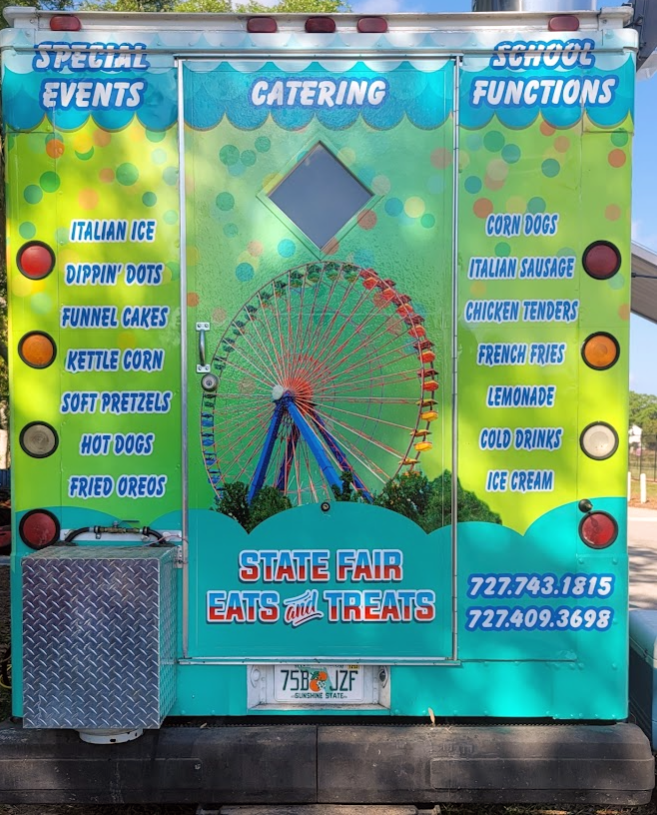 SPECIAL
EVENTS
CATERING
SCHOOL
FUNCTIONS
ITALIAN ICE
DIPPIN' DOTS
FUNNEL CAKES
KETTLE CORN
SOFT PRETZELS
HOT DOGS
FRIED OREOS
CORN DOGS
ITALIAN SAUSAGE
CHICKEN TENDERS
FRENCH FRIES
LEMONADE
COLD DRINKS
ICE CREAM
STATE FAIR
EATS and TREATS
727.743.1815
727.409.3698
75B JZF
SUNSHINE STATE